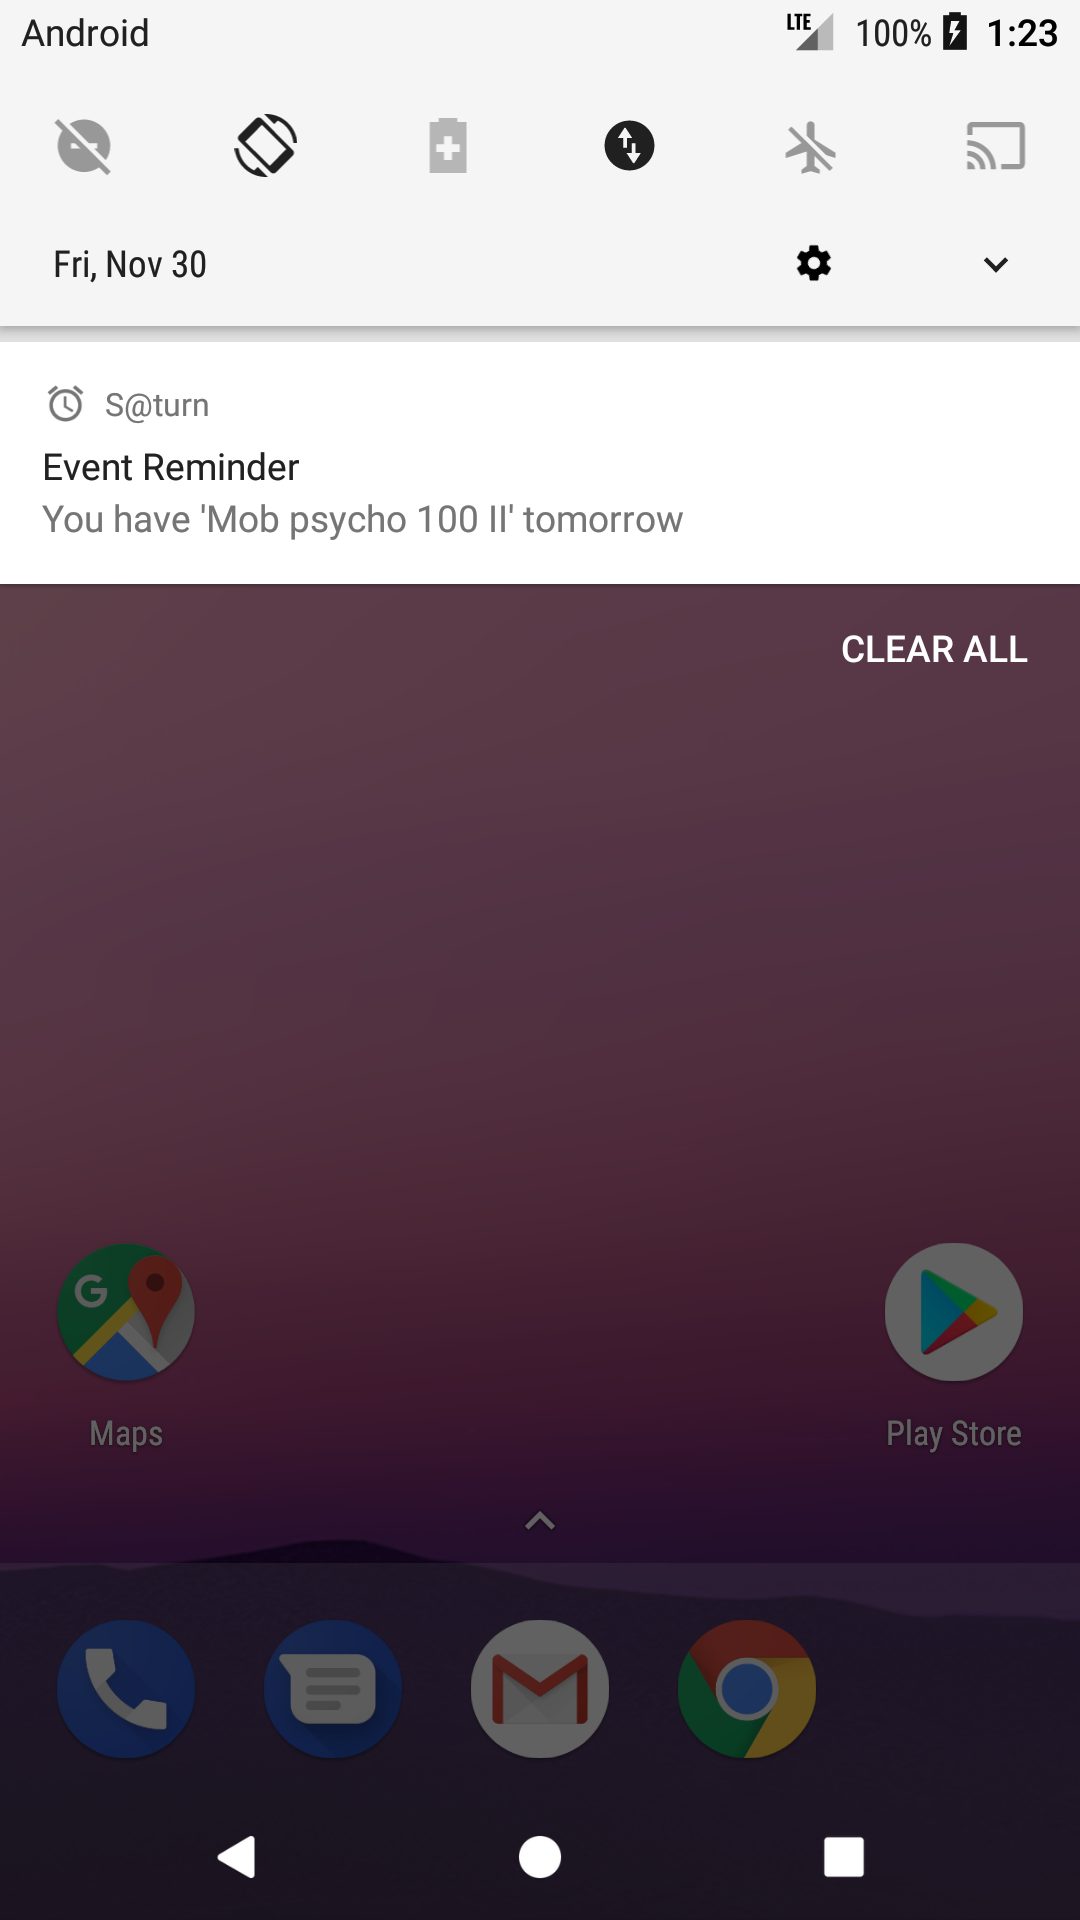 Android LTE 100% 1:23
Fri, Nov 30
S@turn
Event Reminder
You have 'Mob psycho 100 II' tomorrow
CLEAR ALL
G
Maps Play Store